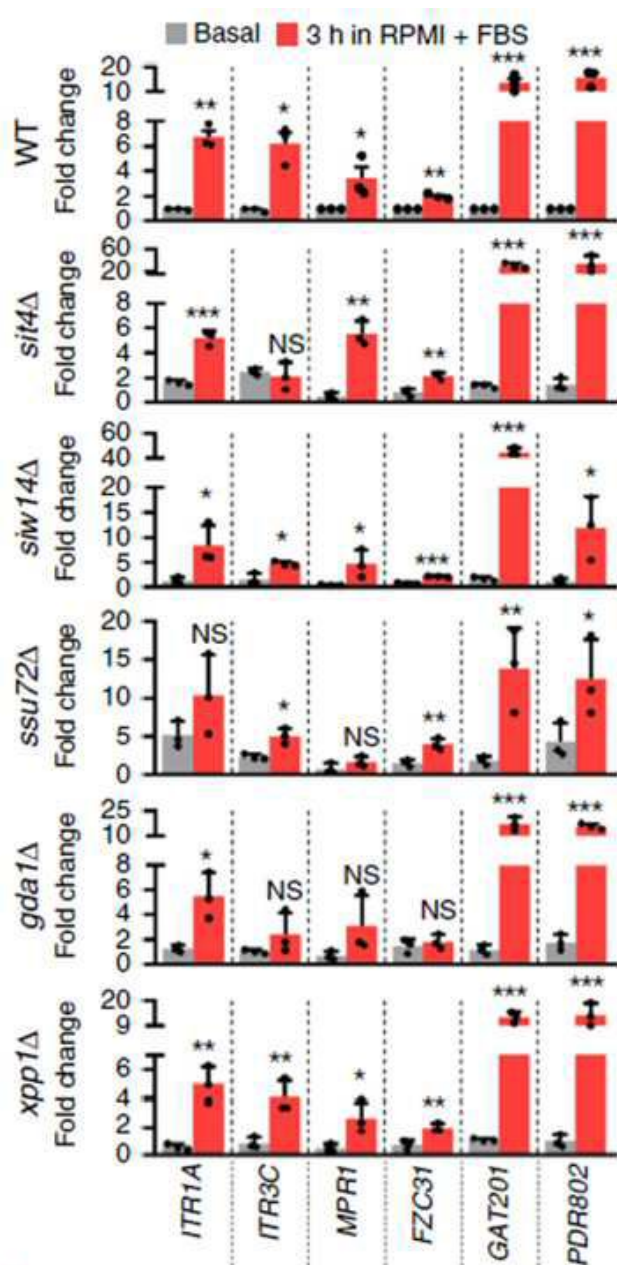 Basal 3 h in RPMI + FBS
WT
Fold change
20
10
8
6
4
2
0
** * * ** *** ***
sit4Δ
Fold change
60
20
8
6
4
2
0
*** NS ** ** *** ***
siw14Δ
Fold change
60
40
20
15
10
5
0
* * * *** *** *
ssu72Δ
Fold change
20
15
10
5
0
NS * NS ** ** *
gda1Δ
Fold change
25
10
8
6
4
2
0
* NS NS NS *** ***
xpp1Δ
Fold change
20
9
6
4
2
0
** ** * ** *** ***
ITR1A ITR3C MPR1 FZC31 GAT201 PDR802